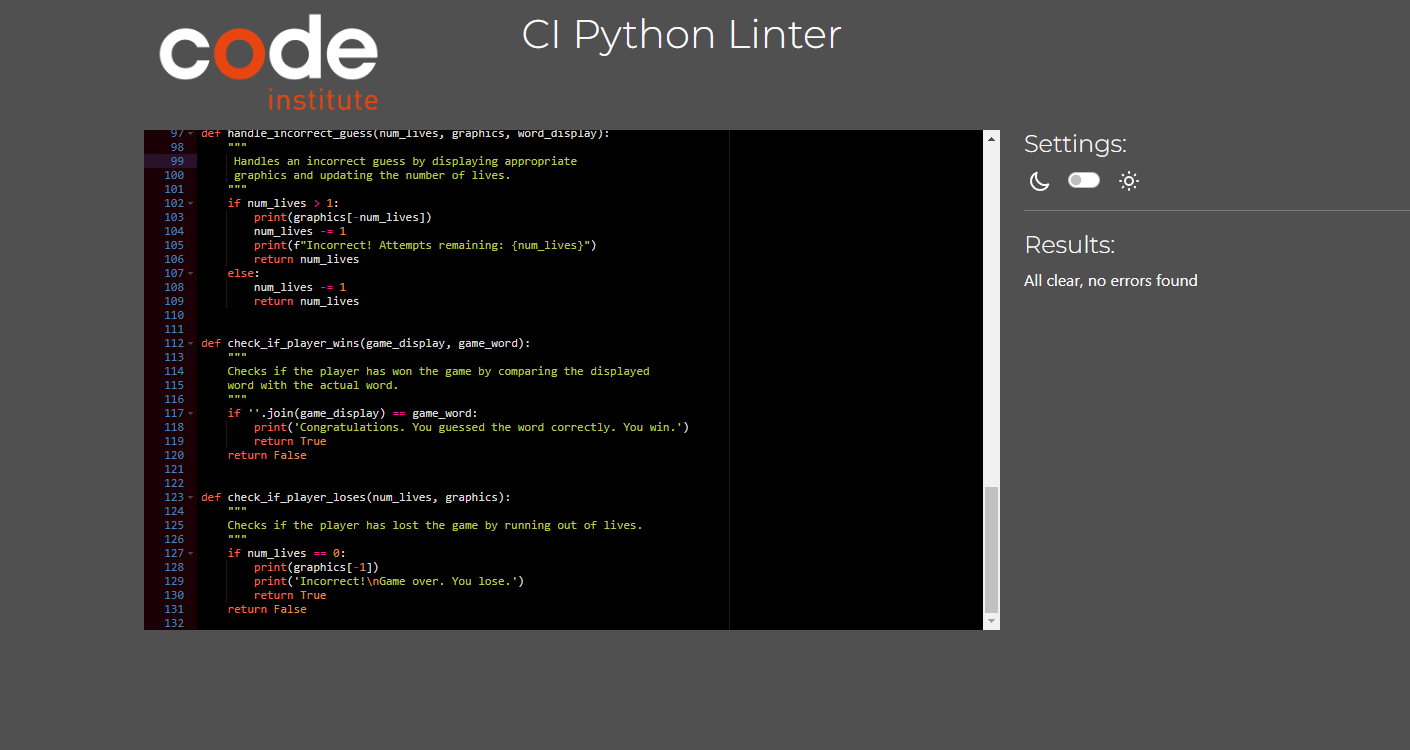 code
institute
CI Python Linter
97 def handle_incorrect_guess(num_lives, graphics, word_display):
98     """
99      Handles an incorrect guess by displaying appropriate
100      graphics and updating the number of lives.
101     """
102     if num_lives > 1:
103         print(graphics[-num_lives])
104         num_lives -= 1
105         print(f"Incorrect! Attempts remaining: {num_lives}")
106         return num_lives
107     else:
108         num_lives -= 1
109         return num_lives
110
111
112 def check_if_player_wins(game_display, game_word):
113     """
114     Checks if the player has won the game by comparing the displayed
115     word with the actual word.
116     """
117     if ''.join(game_display) == game_word:
118         print('Congratulations. You guessed the word correctly. You win.')
119         return True
120     return False
121
122
123 def check_if_player_loses(num_lives, graphics):
124     """
125     Checks if the player has lost the game by running out of lives.
126     """
127     if num_lives == 0:
128         print(graphics[-1])
129         print('Incorrect!\nGame over. You lose.')
130         return True
131     return False
132
Settings:
Results:
All clear, no errors found